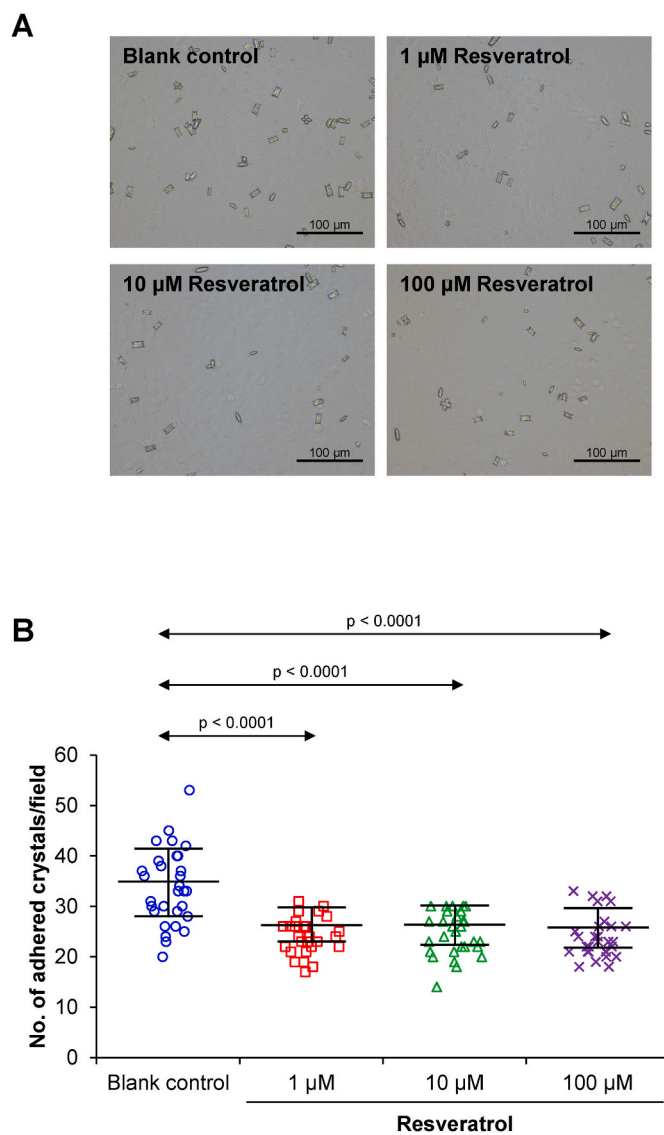 A
Blank control
1 µM Resveratrol
100 µm
100 µm
10 µM Resveratrol
100 µM Resveratrol
100 µm
100 µm
B
p < 0.0001
p < 0.0001
p < 0.0001
No. of adhered crystals/field
60
50
40
30
20
10
0
Blank control
1 µM
10 µM
100 µM
Resveratrol